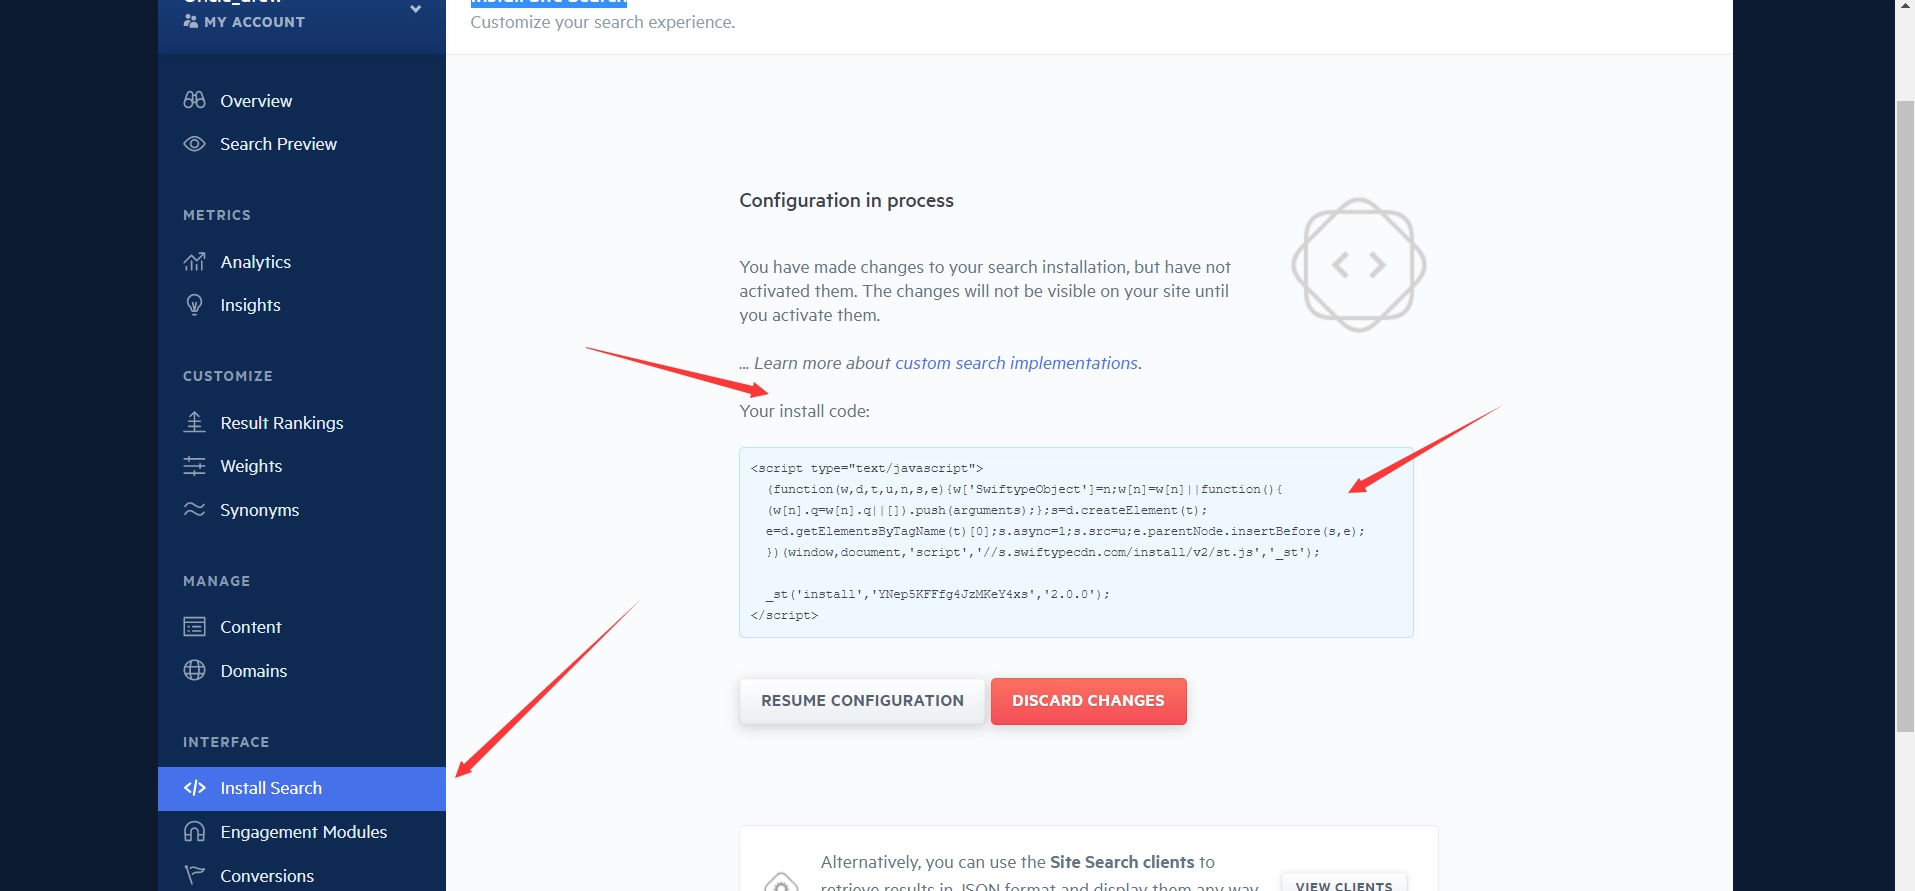 MY ACCOUNT
Install Site Search
Customize your search experience.
Overview
Search Preview
METRICS
Analytics
Insights
CUSTOMIZE
Result Rankings
Weights
Synonyms
MANAGE
Content
Domains
INTERFACE
Install Search
Engagement Modules
Conversions
Configuration in process
You have made changes to your search installation, but have not
activated them. The changes will not be visible on your site until
you activate them.
... Learn more about custom search implementations.
Your install code:
<script type="text/javascript">
(function(w,d,t,u,n,s,e){w['SwiftypeObject']=n;w[n]=w[n]||function(){
(w[n].q=w[n].q||[]).push(arguments);};s=d.createElement(t);
e=d.getElementsByTagName(t)[0];s.async=1;s.src=u;e.parentNode.insertBefore(s,e);
})(window,document,'script','//s.swiftypecdn.com/install/v2/st.js','_st');
_st('install','YNep5KFFfg4JzMKeY4xs','2.0.0');
</script>
RESUME CONFIGURATION
DISCARD CHANGES
Alternatively, you can use the Site Search clients to
retrieve results in JSON format and display them any way
VIEW CLIENTS